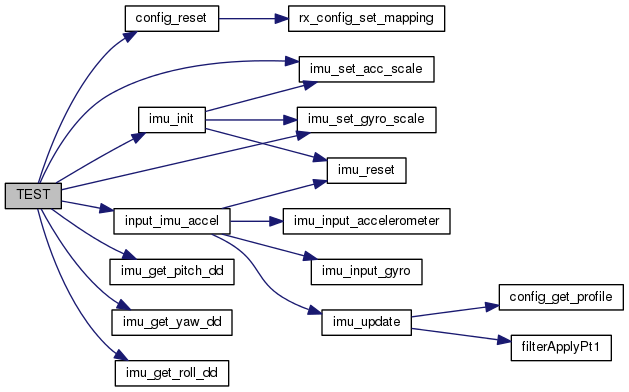 config_reset
rx_config_set_mapping
imu_set_acc_scale
imu_init
imu_set_gyro_scale
imu_reset
TEST
input_imu_accel
imu_input_accelerometer
imu_get_pitch_dd
imu_input_gyro
config_get_profile
imu_get_yaw_dd
imu_update
filterApplyPt1
imu_get_roll_dd